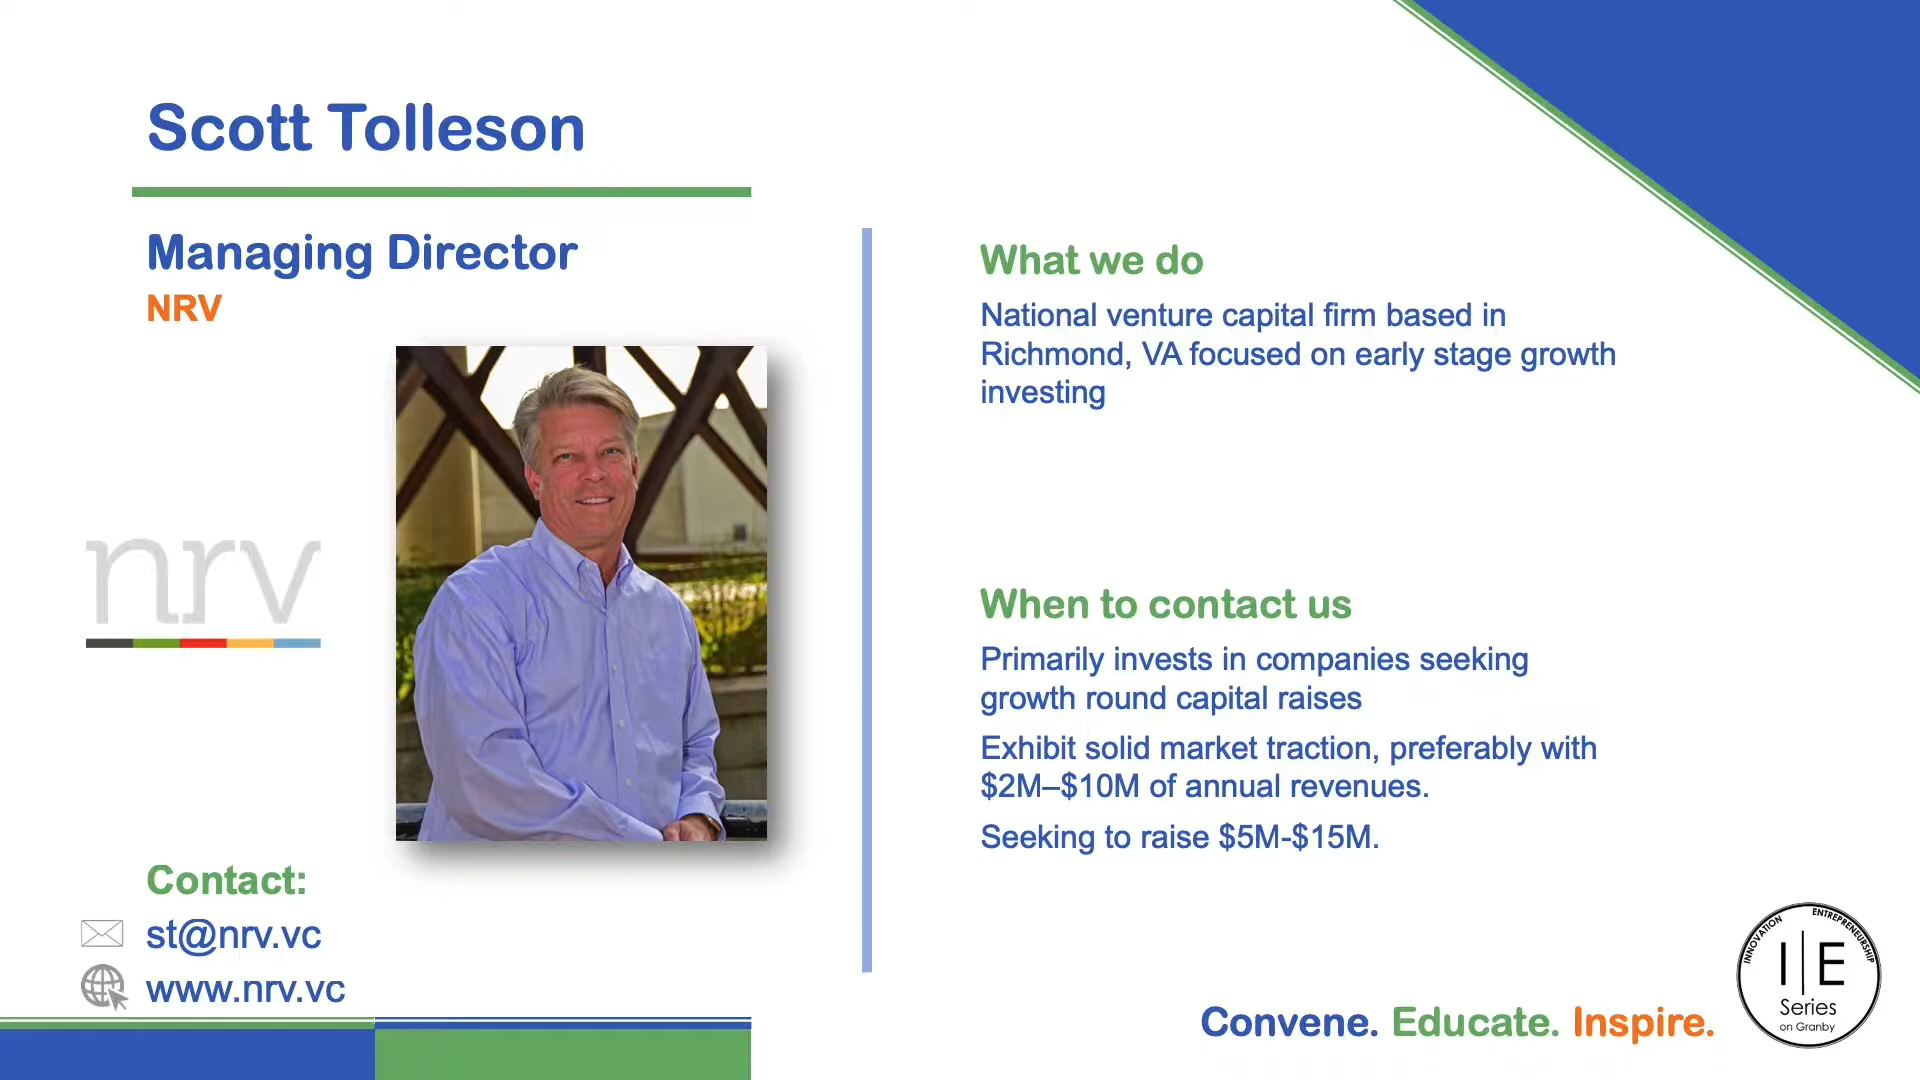 Scott Tolleson
Managing Director
NRV
nrv
Contact:
st@nrv.vc
www.nrv.vc
What we do
National venture capital firm based in
Richmond, VA focused on early stage growth
investing
When to contact us
Primarily invests in companies seeking
growth round capital raises
Exhibit solid market traction, preferably with
$2M–$10M of annual revenues.
Seeking to raise $5M-$15M.
Convene. Educate. Inspire.
INNOVATION ENTREPRENEURSHIP
I|E
Series
on Granby